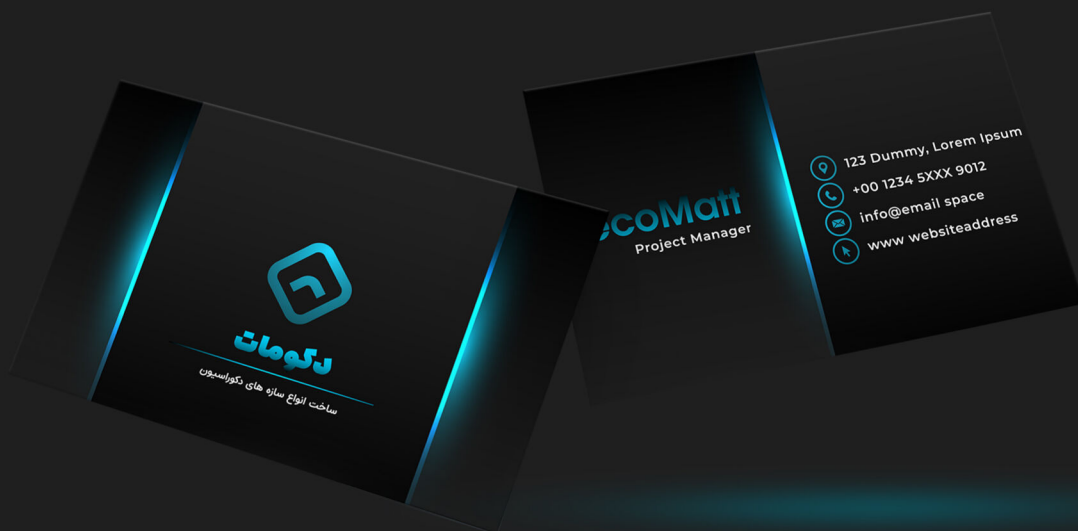 دکومات
ساخت انواع سازه های دکوراسیون
ecoMatt
Project Manager
123 Dummy, Lorem Ipsum
+00 1234 5XXX 9012
info@email space
www websiteaddress